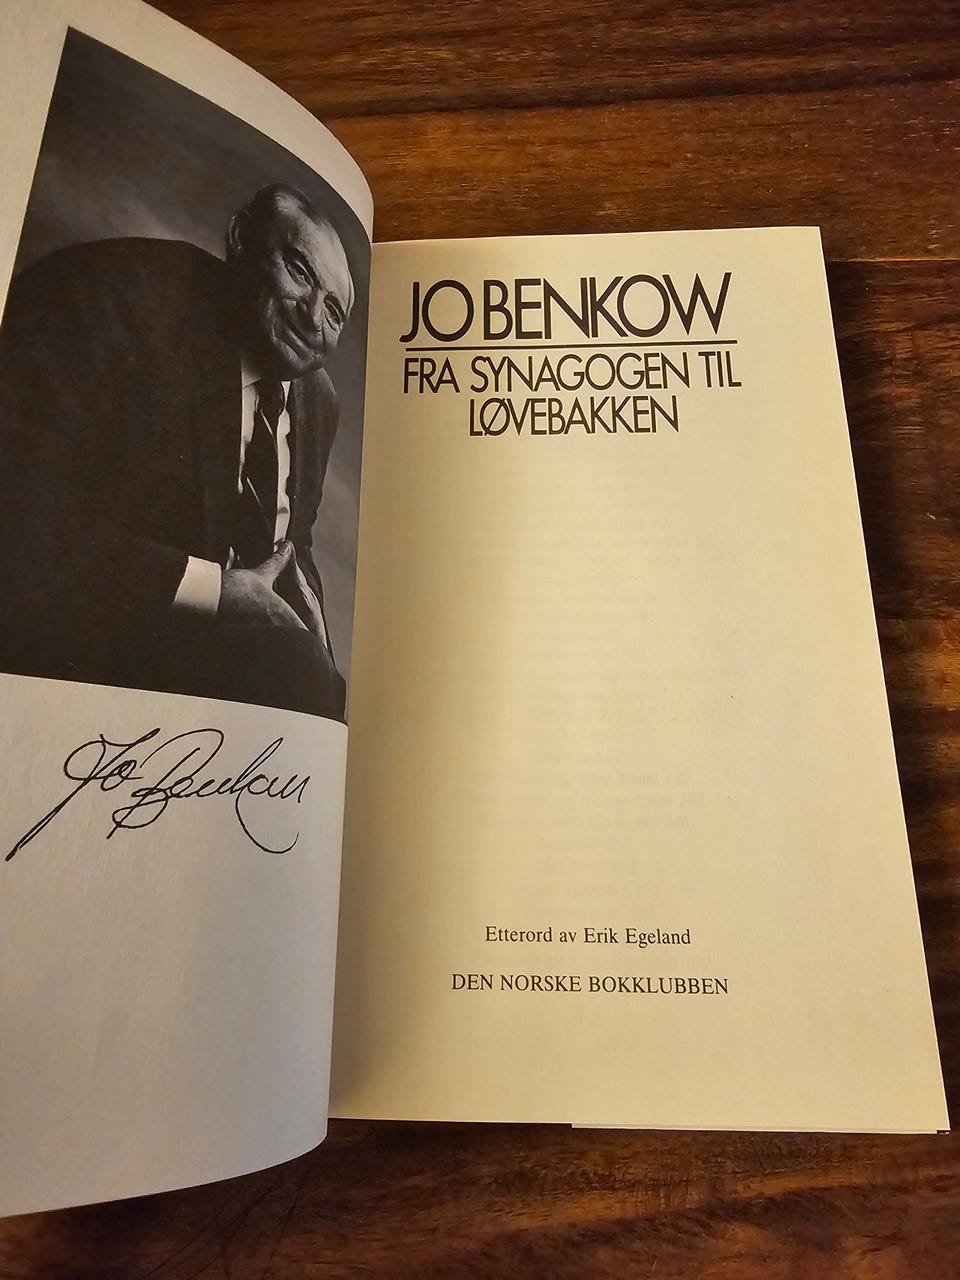 Jo Benkow
JO BENKOW
FRA SYNAGOGEN TIL
LØVEBAKKEN
Etterord av Erik Egeland
DEN NORSKE BOKKLUBBEN